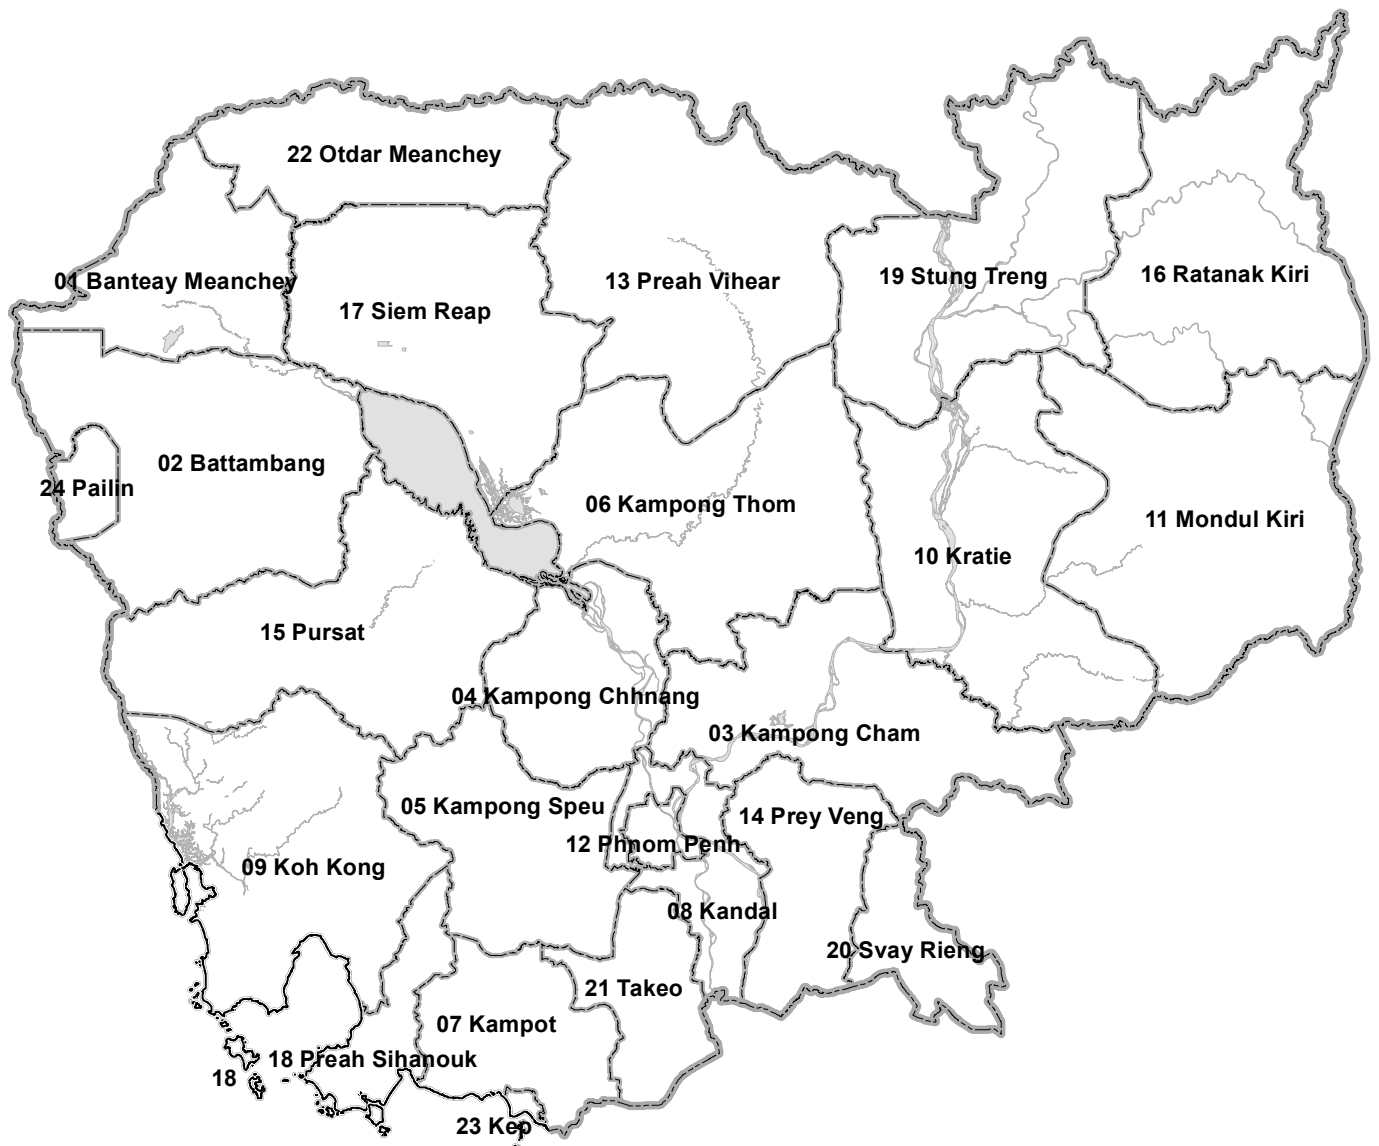 22 Otdar Meanchey
01 Banteay Meanchey
13 Preah Vihear
19 Stung Treng
16 Ratanak Kiri
17 Siem Reap
02 Battambang
24 Pailin
06 Kampong Thom
11 Mondul Kiri
10 Kratie
15 Pursat
04 Kampong Chhnang
03 Kampong Cham
05 Kampong Speu
14 Prey Veng
12 Phnom Penh
09 Koh Kong
08 Kandal
20 Svay Rieng
21 Takeo
07 Kampot
18 Preah Sihanouk
18
23 Kep